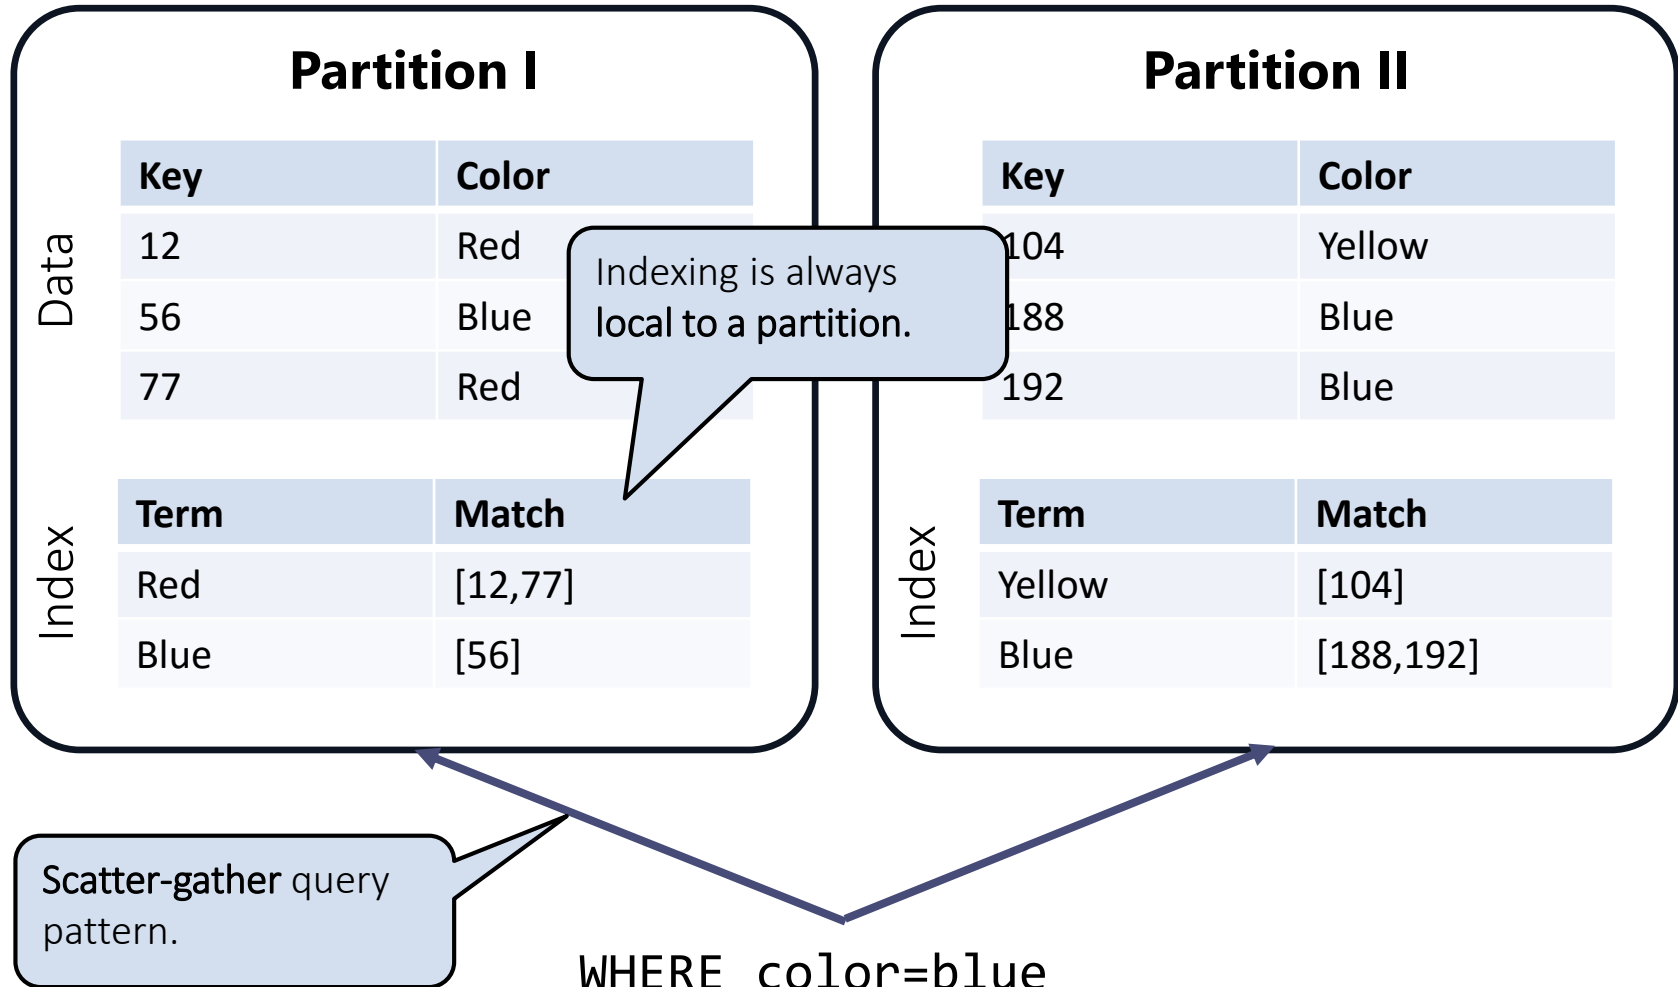 Partition I
Data
Key Color
12 Red
56 Blue
77 Red
Index
Term Match
Red [12,77]
Blue [56]
Indexing is always
local to a partition.
Partition II
Key Color
104 Yellow
188 Blue
192 Blue
Index
Term Match
Yellow [104]
Blue [188,192]
Scatter-gather query
pattern.
WHERE color=blue